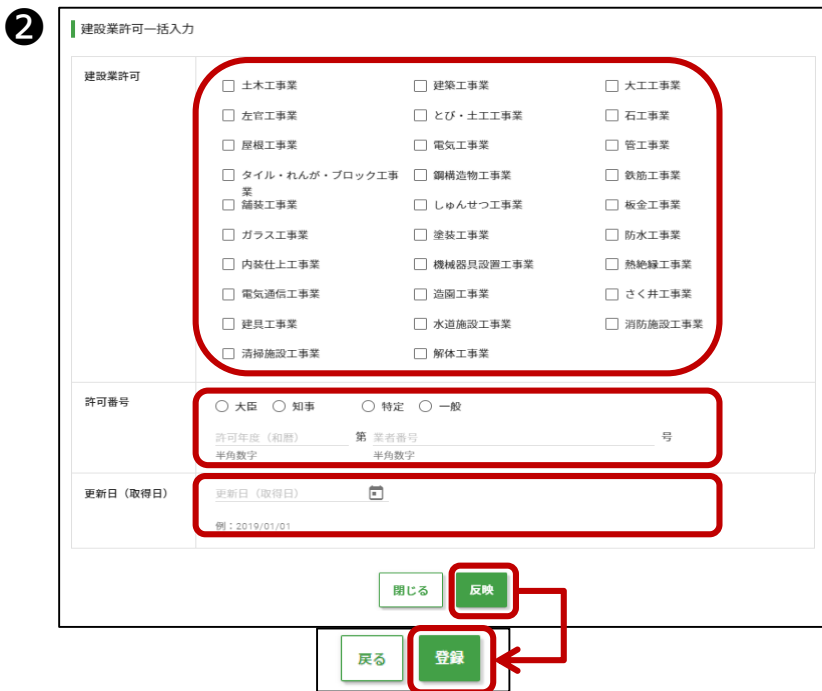 ❷
建設業許可一括入力
建設業許可
土木工事業 建築工事業 大工工事業
左官工事業 とび・土工工事業 石工事業
屋根工事業 電気工事業 管工事業
タイル・れんが・ブロック工事業 鋼構造物工事業 鉄筋工事業
舗装工事業 しゅんせつ工事業 板金工事業
ガラス工事業 塗装工事業 防水工事業
内装仕上工事業 機械器具設置工事業 熱絶縁工事業
電気通信工事業 造園工事業 さく井工事業
建具工事業 水道施設工事業 消防施設工事業
清掃施設工事業 解体工事業
許可番号
大臣 知事 特定 一般
許可年度（和暦） 第 業者番号 号
半角数字 半角数字
更新日（取得日）
更新日（取得日）
例：2019/01/01
閉じる 反映
戻る 登録